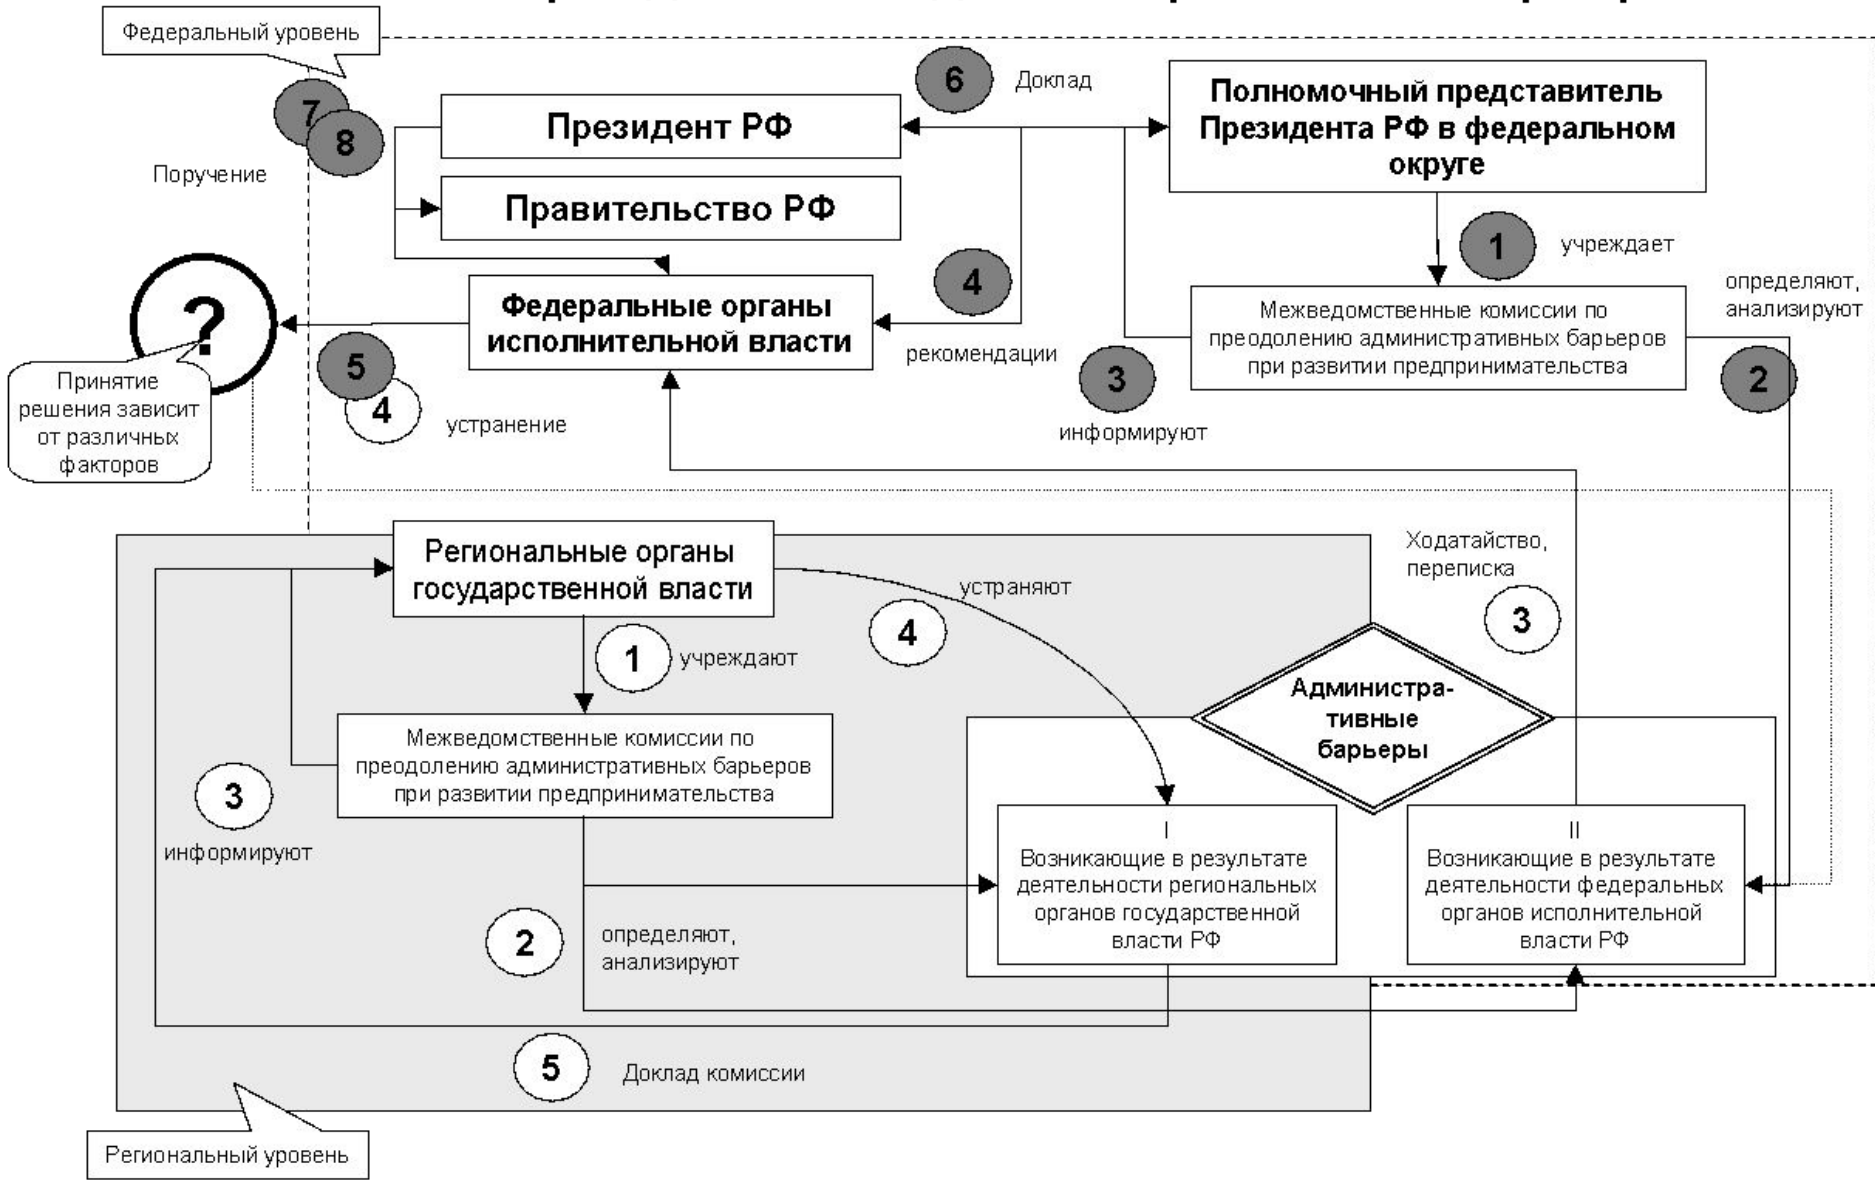 Федеральный уровень
7
8
Поручение
Президент РФ
Правительство РФ
6
Доклад
Полномочный представитель
Президента РФ в федеральном
округе
1
учреждает
определяют,
анализируют
Межведомственные комиссии по
преодолению административных барьеров
при развитии предпринимательства
2
3
информируют
4
рекомендации
Федеральные органы
исполнительной власти
?
Принятие
решения зависит
от различных
факторов
5
4
устранение
Региональные органы
государственной власти
устраняют
4
1
учреждают
Ходатайство,
переписка
3
Администра-
тивные
барьеры
Межведомственные комиссии по
преодолению административных барьеров
при развитии предпринимательства
3
информируют
I
Возникающие в результате
деятельности региональных
органов государственной
власти РФ
II
Возникающие в результате
деятельности федеральных
органов исполнительной
власти РФ
2
определяют,
анализируют
5
Доклад комиссии
Региональный уровень